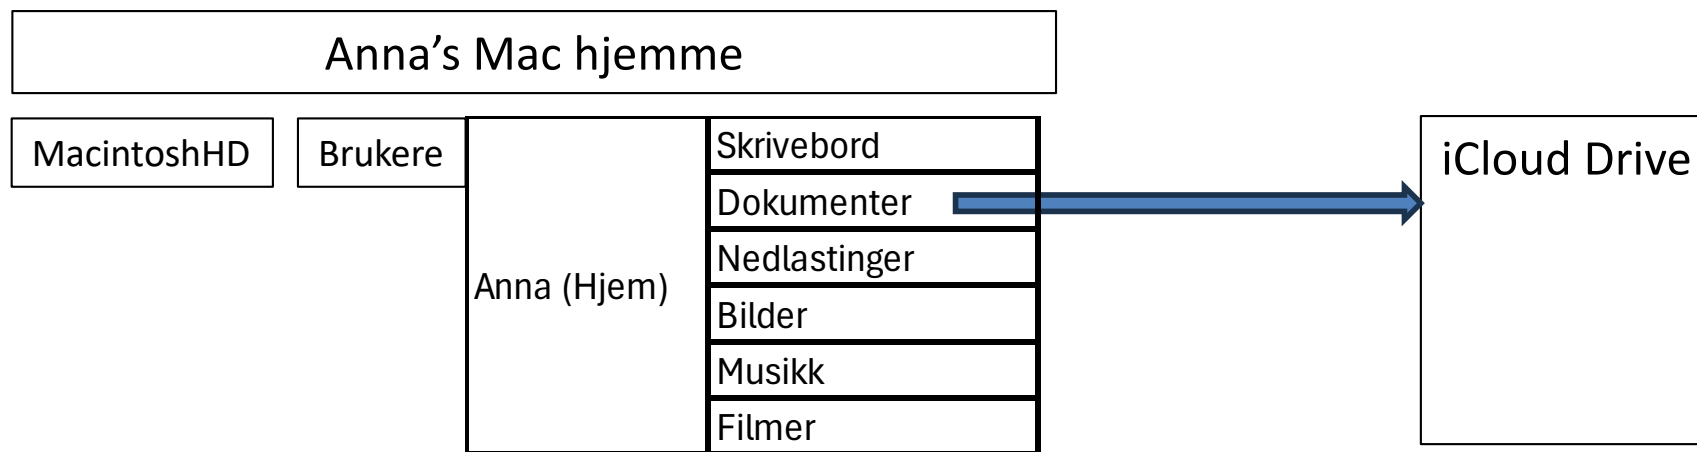 Anna’s Mac hjemme
MacintoshHD
Brukere
Anna (Hjem)
Skrivebord
Dokumenter
Nedlastinger
Bilder
Musikk
Filmer
iCloud Drive